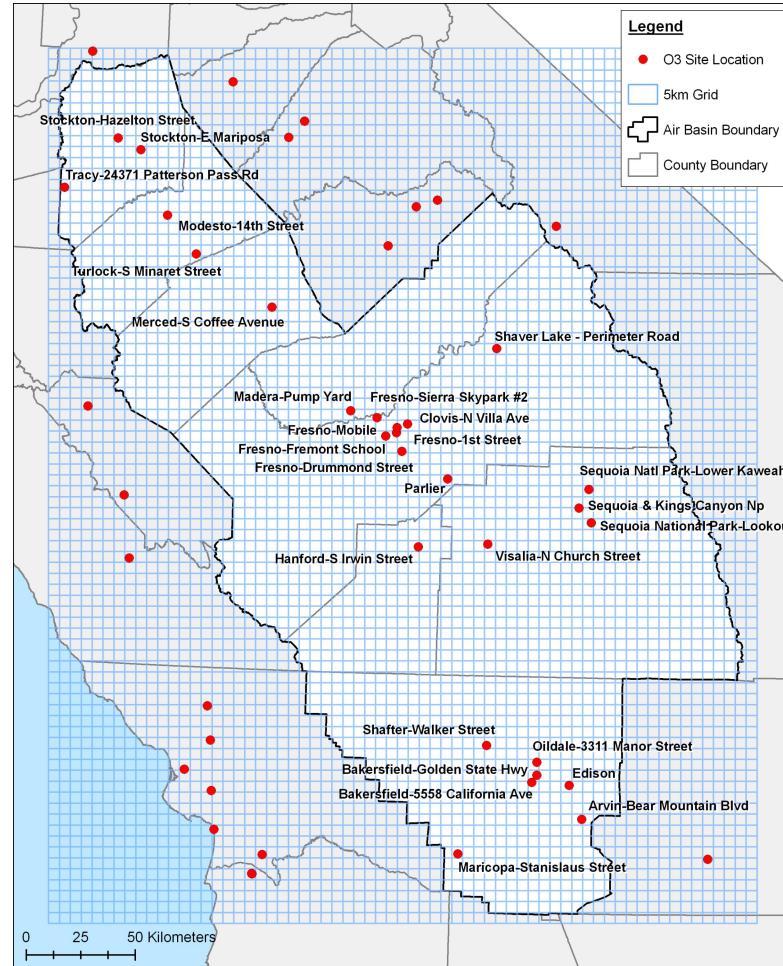 Legend
O3 Site Location
5km Grid
Air Basin Boundary
County Boundary
Stockton-Hazelton Street
Stockton-E Mariposa
Tracy-24371 Patterson Pass Rd
Modesto-14th Street
Turlock-S Minaret Street
Merced-S Coffee Avenue
Shaver Lake - Perimeter Road
Madera-Pump Yard
Fresno-Sierra Skypark #2
Clovis-N Villa Ave
Fresno-Mobile
Fresno-1st Street
Fresno-Fremont School
Fresno-Drummond Street
Parlier
Sequoia Natl Park-Lower Kaweah
Sequoia & Kings Canyon Np
Sequoia National Park-Lookou
Hanford-S Irwin Street
Visalia-N Church Street
Shafter-Walker Street
Oildale-3311 Manor Street
Bakersfield-Golden State Hwy
Edison
Bakersfield-5558 California Ave
Arvin-Bear Mountain Blvd
Maricopa-Stanislaus Street
0 25 50 Kilometers